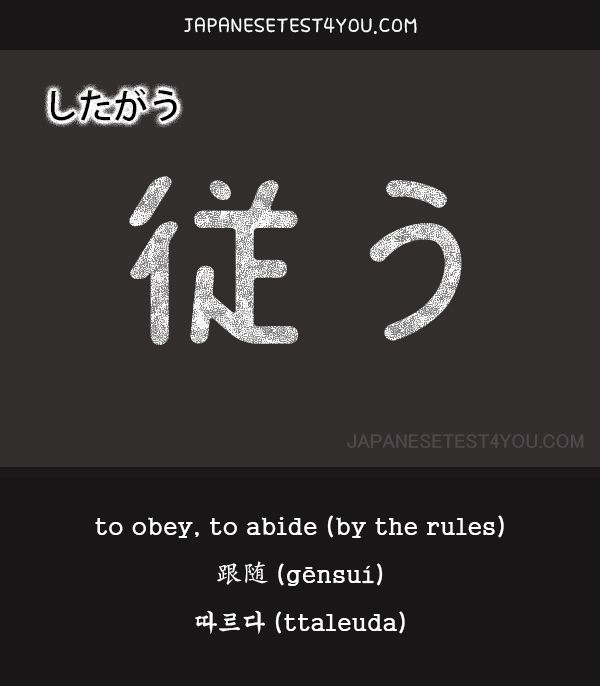 JAPANESETEST4YOU.COM
したがう
従う
JAPANESETEST4YOU.COM
to obey, to abide (by the rules)
跟随 (gēnsuí)
따르다 (ttaleuda)